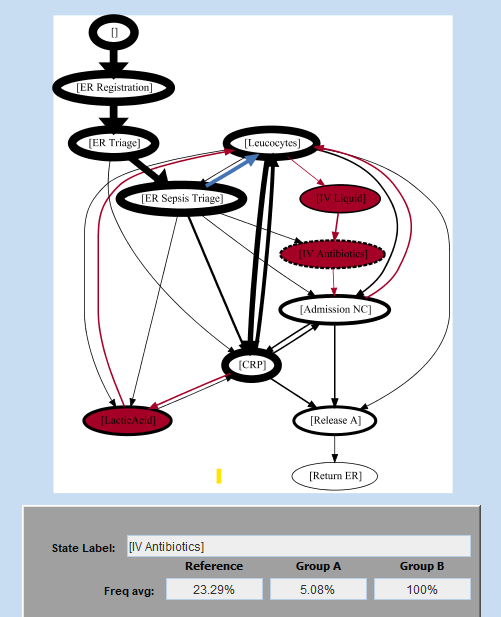 []
[ER Registration]
[ER Triage]
[Leucocytes]
[ER Sepsis Triage]
[IV Liquid]
[IV Antibiotics]
[Admission NC]
[CRP]
[LacticAcid]
[Release A]
[Return ER]
State Label: [IV Antibiotics]
Reference Group A Group B
Freq avg: 23.29% 5.08% 100%